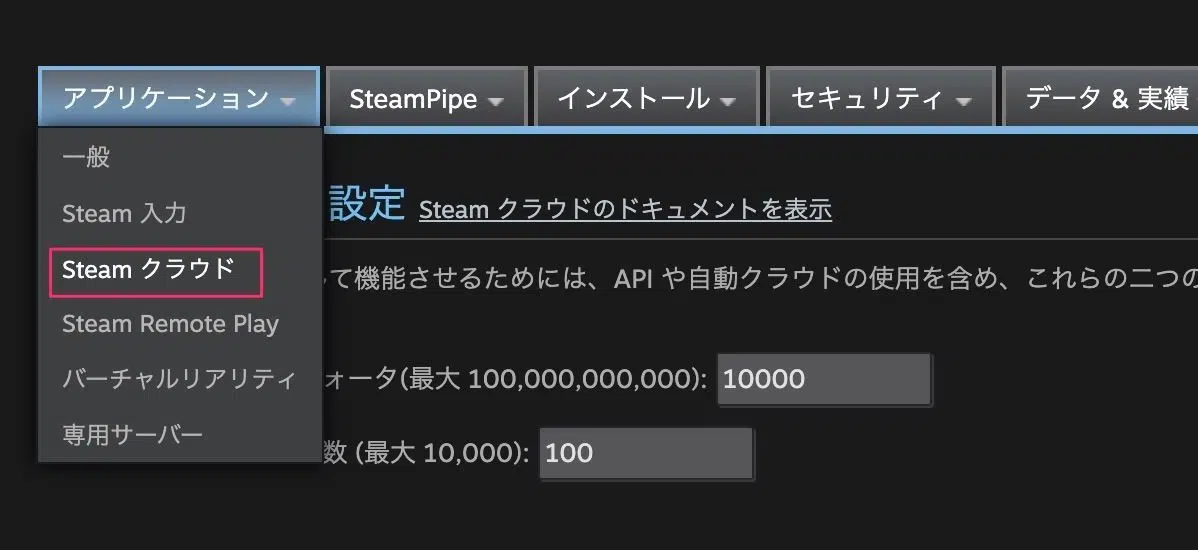 アプリケーション SteamPipe インストール セキュリティ データ & 実績
一般
Steam 入力
設定 Steam クラウドのドキュメントを表示
Steam クラウド
て機能させるためには、API や自動クラウドの使用を含め、これらの二つの
Steam Remote Play
バーチャルリアリティ
ォータ(最大 100,000,000,000): 10000
専用サーバー
数 (最大 10,000): 100